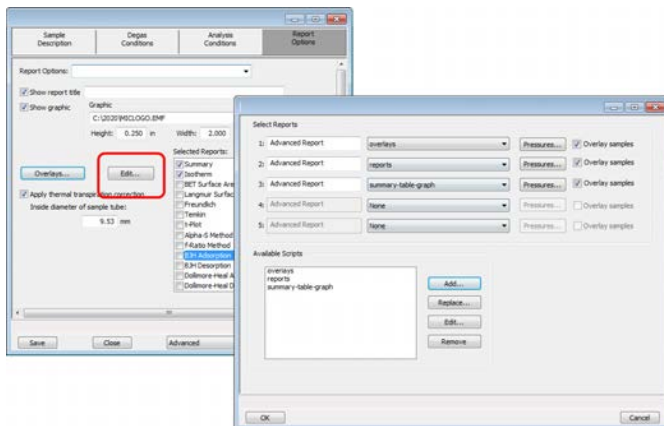 Sample Description
Degas Conditions
Analysis Conditions
Report Options
Report Options:
Show report title
Show graphic
Graphic
C:\2020\MICLOGO.EMF
Height: 0.250 in
Width: 2.000
Selected Reports:
Overlays...
Edit...
Apply thermal transpiration correction
Inside diameter of sample tube:
9.53 mm
Summary
Isotherm
BET Surface Are
Langmuir Surfac
Freundlich
Temkin
t-Plot
Alpha-S Method
f-Ratio Method
BJH Adsorption
BJH Desorption
Dollimore-Heal A
Dollimore-Heal D
Save
Close
Advanced
Select Reports
1: Advanced Report overlays Pressures... Overlay samples
2: Advanced Report reports Pressures... Overlay samples
3: Advanced Report summary-table-graph Pressures... Overlay samples
4: Advanced Report None Pressures... Overlay samples
5: Advanced Report None Pressures... Overlay samples
Available Scripts
overlays
reports
summary-table-graph
Add...
Replace...
Edit...
Remove
OK
Cancel